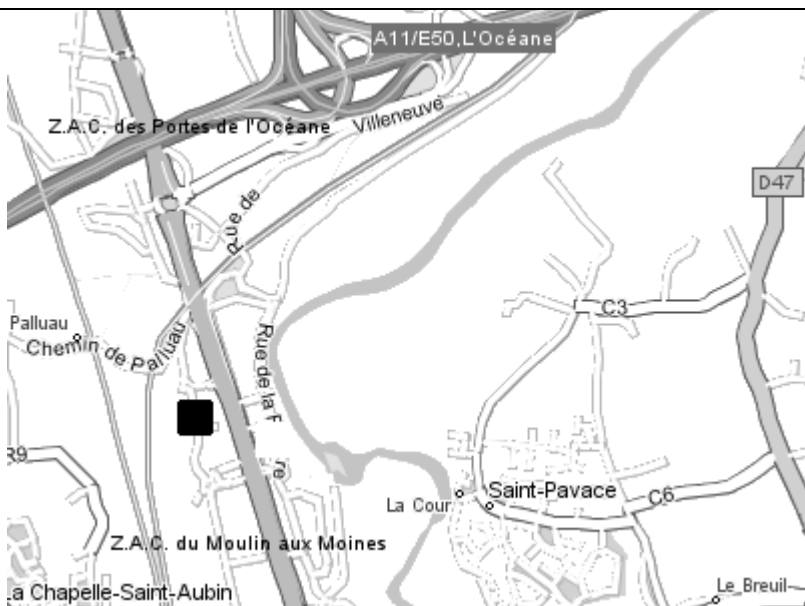 A11/E50,L'Océane
Villeneuve
Z.A.C. des Portes de l'Océane
D47
Rue de
C3
Palluau
Chemin de Palluau
Rue de la F
re
R9
Saint-Pavace
La Cour
C6
Z.A.C. du Moulin aux Moines
Le Breuil
La Chapelle-Saint-Aubin